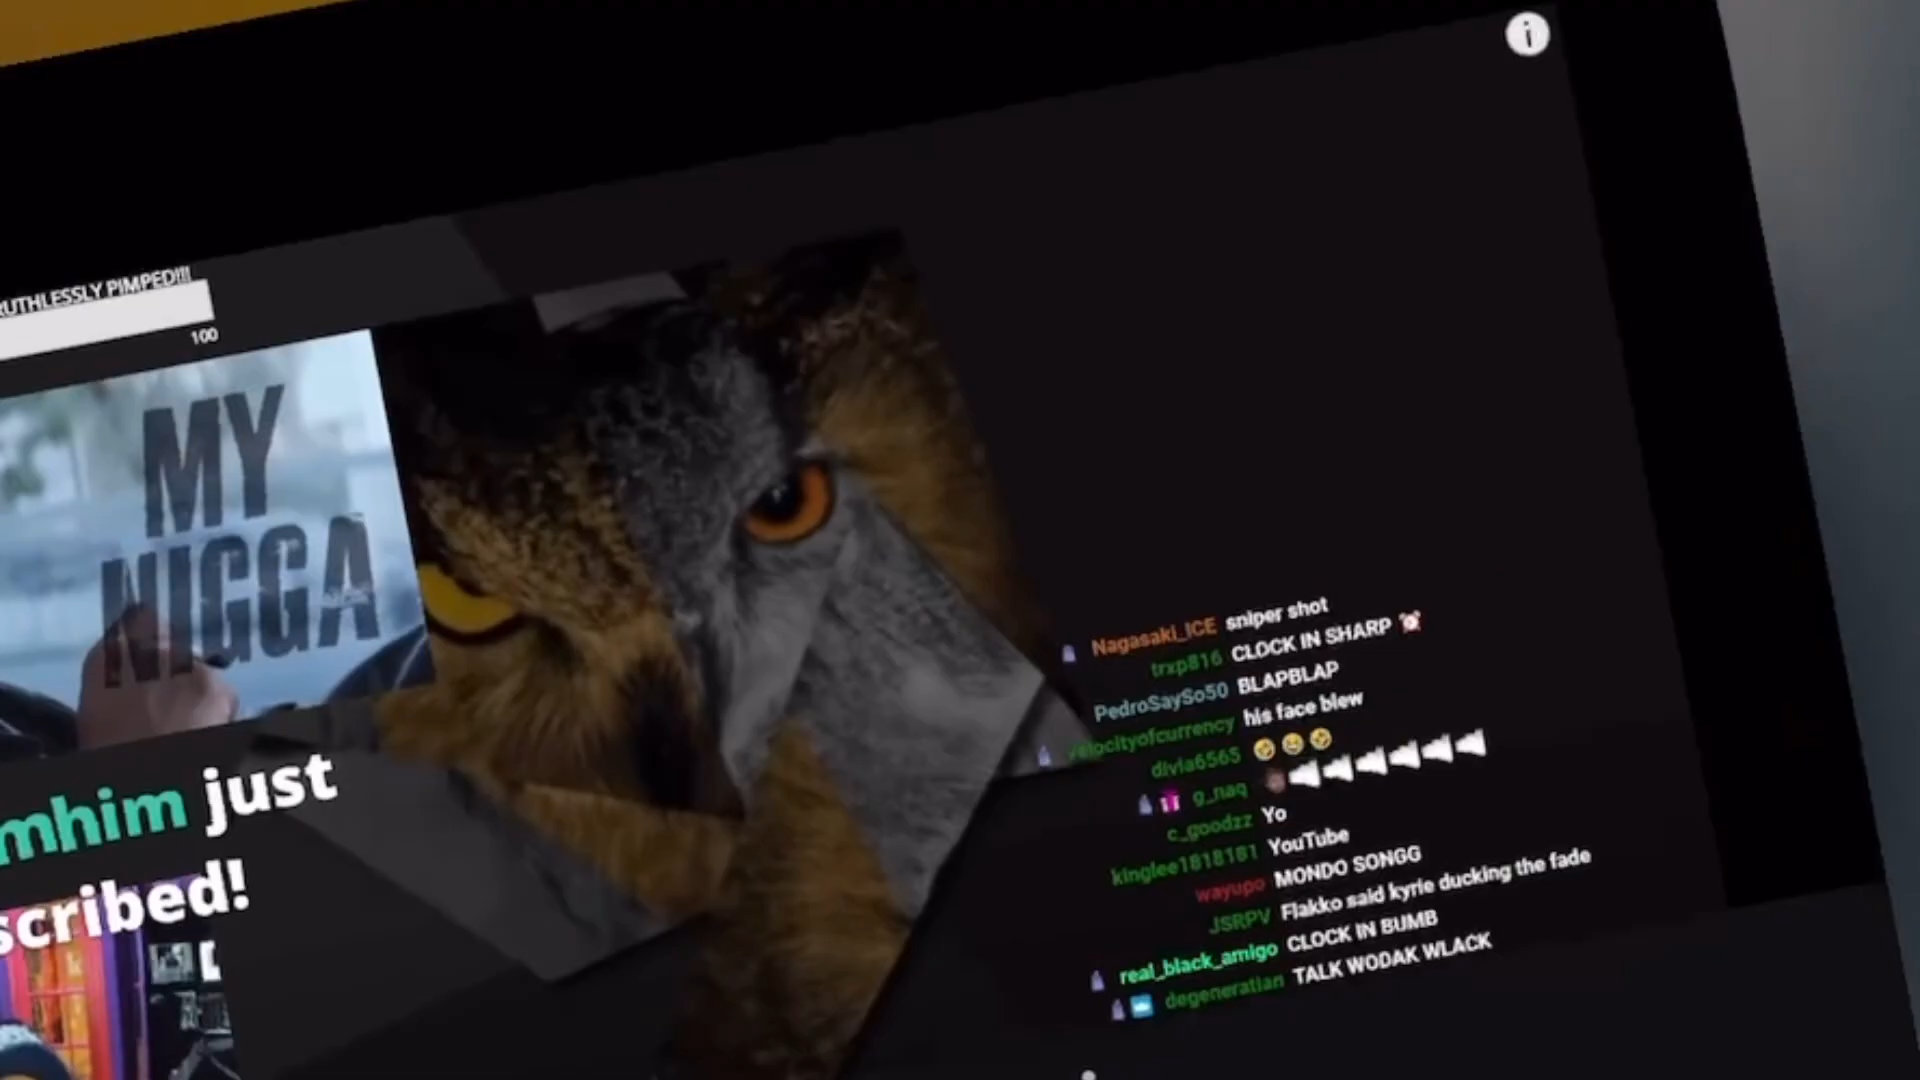 RUTHLESSLY PIMPED!!!
100
MY
NIGGA
mhim just
scribed!
Nagasaki_ICE sniper shot
trxp816 CLOCK IN SHARP ⏰
PedroSaySo50 BLAPBLAP
velocityofcurrency his face blew
divla6565 🤣😂🤣
g_naq
c_goodzz Yo
kinglee1818181 YouTube
wayupo MONDO SONGG
JSRPV Flakko said kyrie ducking the fade
real_black_amigo CLOCK IN BUMB
degeneratian TALK WODAK WLACK